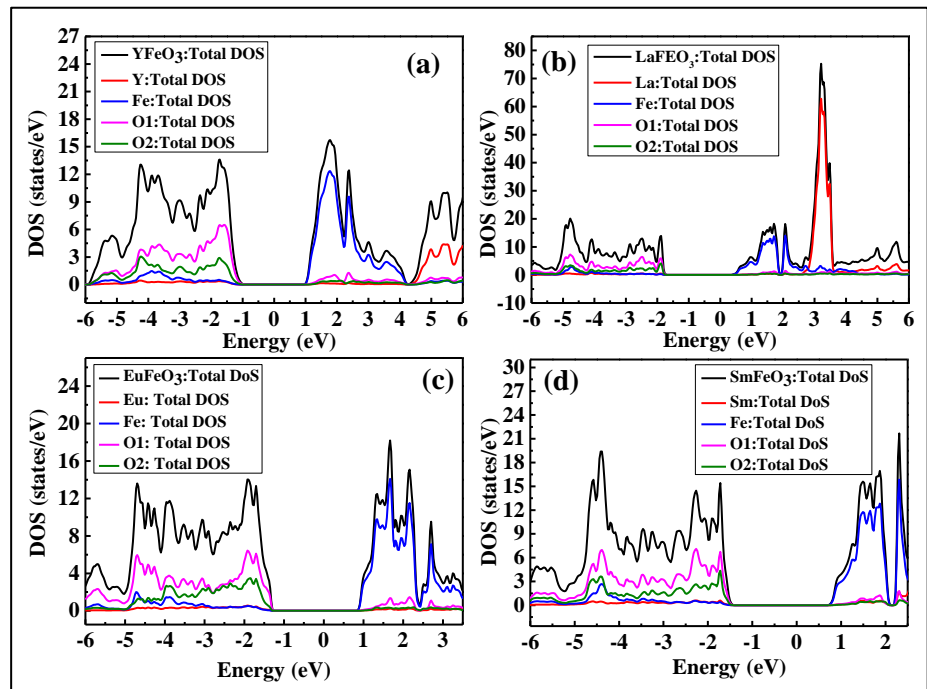 (a)
YFeO3:Total DOS
Y:Total DOS
Fe:Total DOS
O1:Total DOS
O2:Total DOS
DOS (states/eV)
27
24
21
18
15
12
9
6
3
0
-6 -5 -4 -3 -2 -1 0 1 2 3 4 5 6
Energy (eV)
(b)
LaFEO3:Total DOS
La:Total DOS
Fe:Total DOS
O1:Total DOS
O2:Total DOS
DOS (states/eV)
80
70
60
50
40
30
20
10
0
-10
-6 -5 -4 -3 -2 -1 0 1 2 3 4 5 6
Energy (eV)
(c)
EuFeO3:Total DoS
Eu: Total DOS
Fe: Total DOS
O1: Total DOS
O2: Total DOS
DOS (states/eV)
24
20
16
12
8
4
0
-6 -5 -4 -3 -2 -1 0 1 2 3
Energy (eV)
(d)
SmFeO3:Total DoS
Sm:Total DOS
Fe:Total DoS
O1:Total DoS
O2:Total DoS
DOS (states/eV)
30
27
24
21
18
15
12
9
6
3
0
-6 -5 -4 -3 -2 -1 0 1 2
Energy (eV)